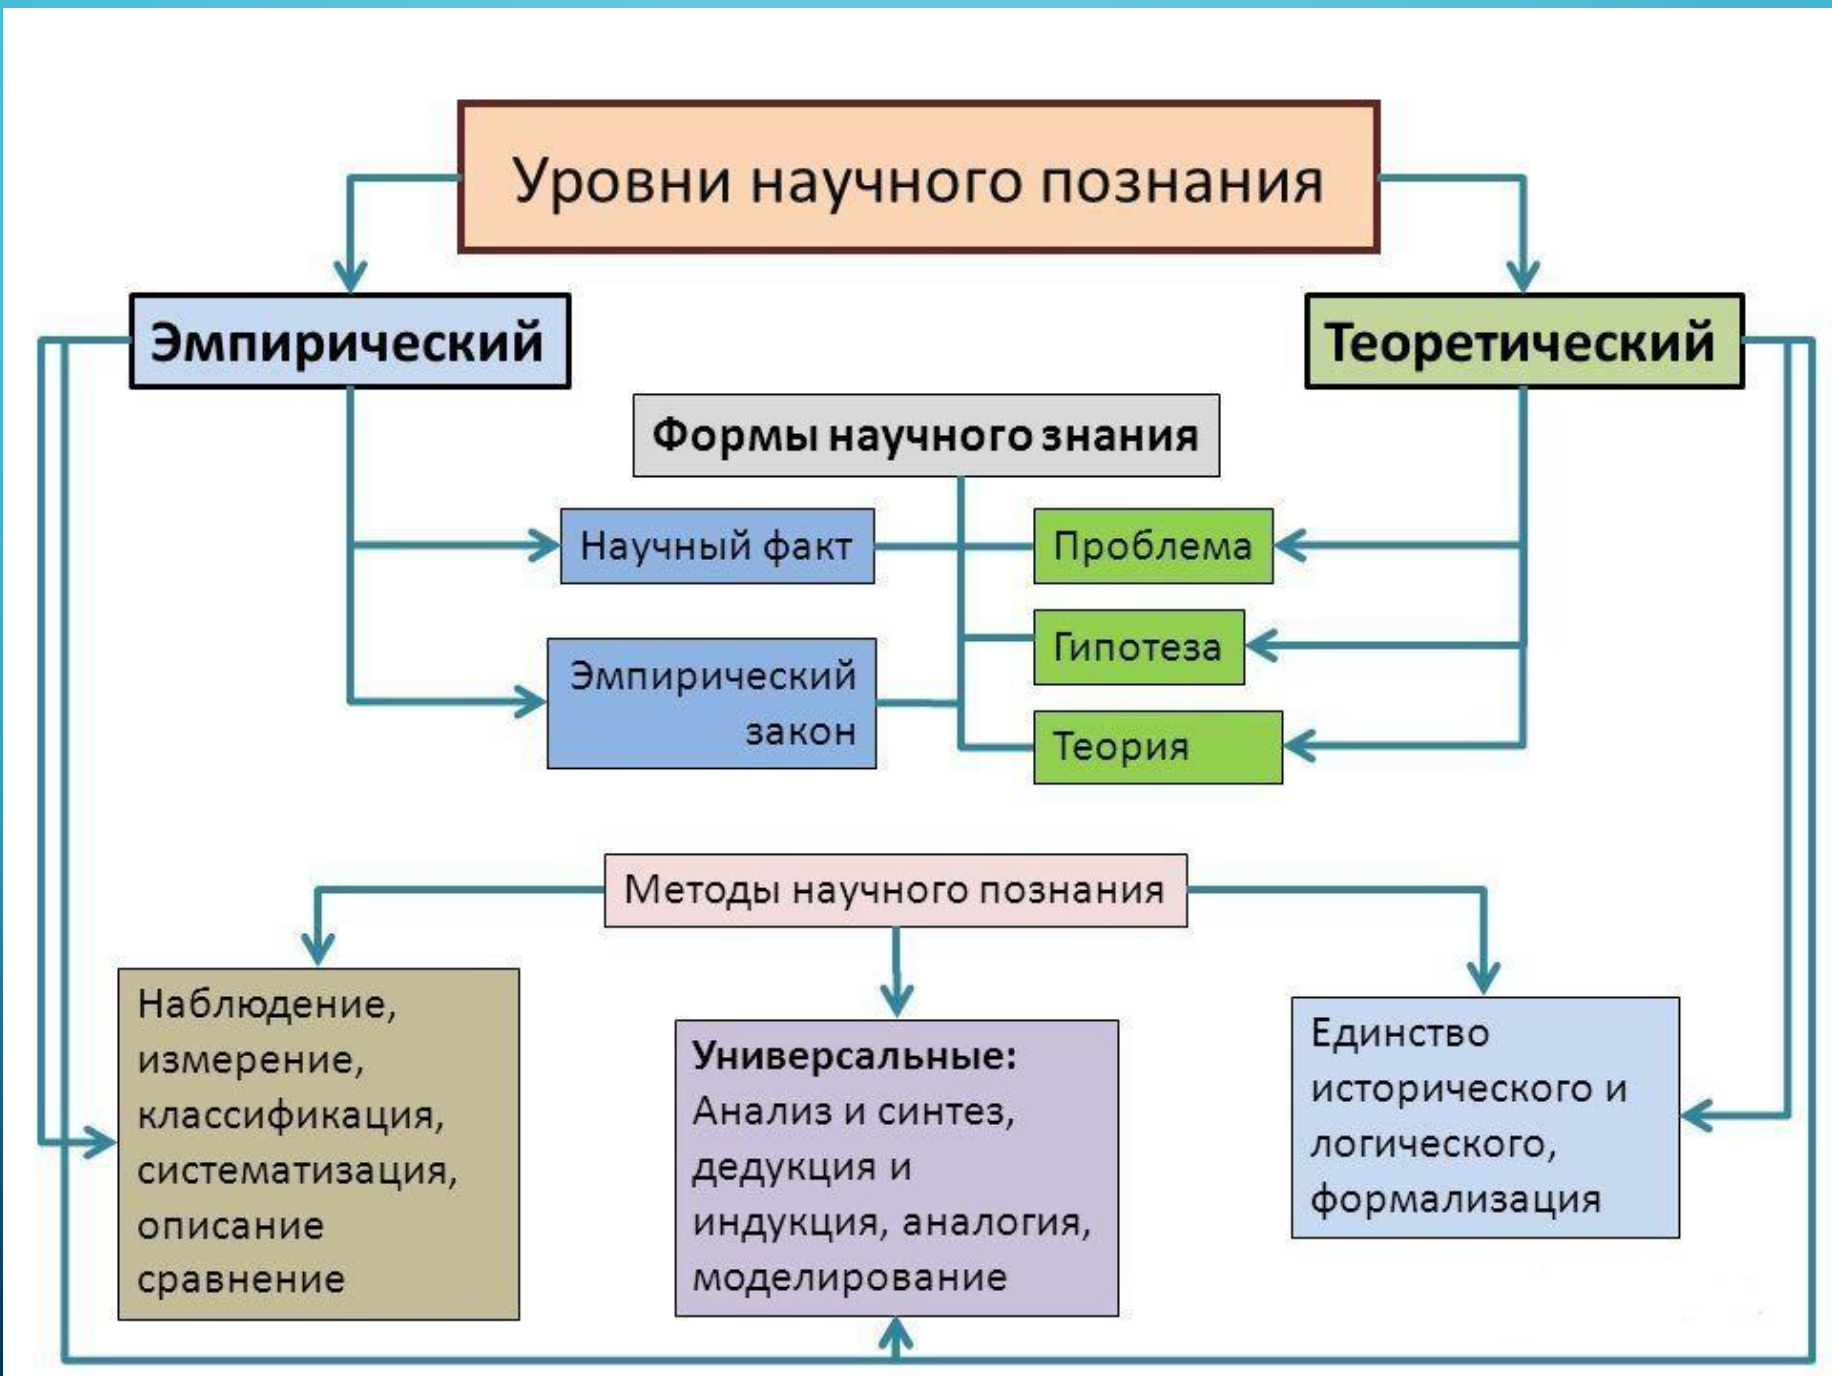 Уровни научного познания
Эмпирический
Теоретический
Формы научного знания
Научный факт
Проблема
Гипотеза
Эмпирический
закон
Теория
Методы научного познания
Наблюдение,
измерение,
классификация,
систематизация,
описание
сравнение
Универсальные:
Анализ и синтез,
дедукция и
индукция, аналогия,
моделирование
Единство
исторического и
логического,
формализация